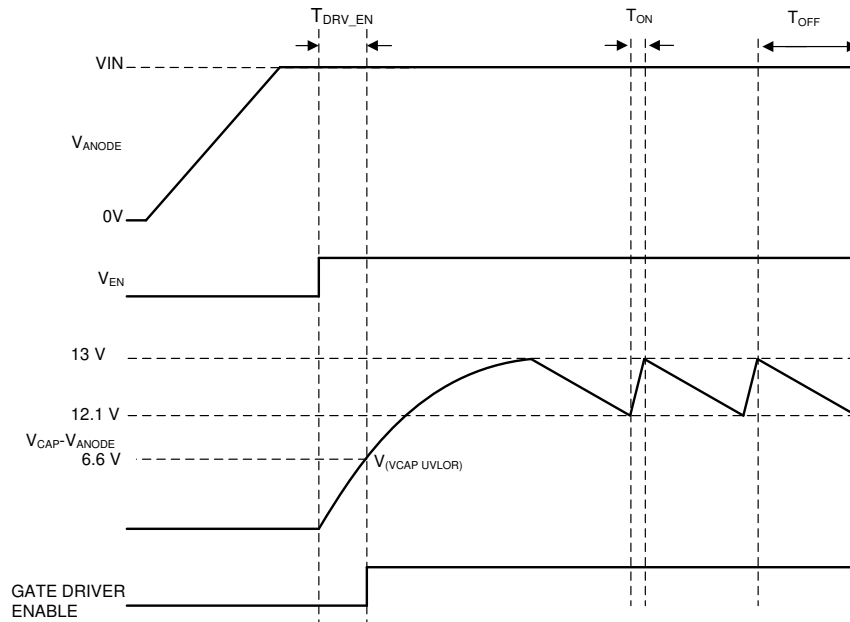 TDRV_EN
TON
TOFF
VIN
VANODE
0V
VEN
13 V
12.1 V
VCAP-VANODE
6.6 V
V(VCAP UVLOR)
GATE DRIVER
ENABLE